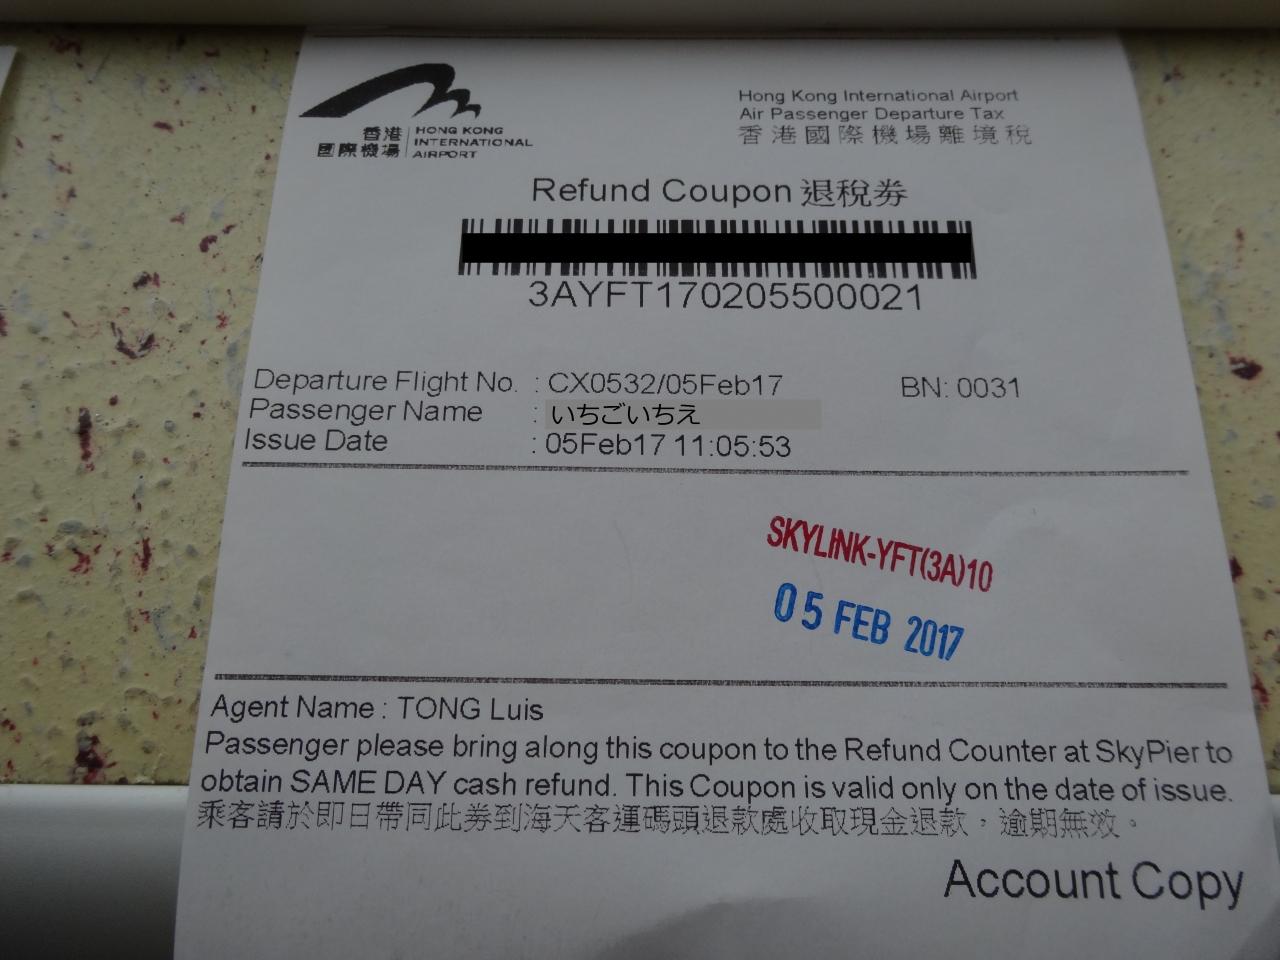 香港
國際機場
HONG KONG
INTERNATIONAL
AIRPORT
Hong Kong International Airport
Air Passenger Departure Tax
香港國際機場離境稅
Refund Coupon 退稅券
3AYFT170205500021
Departure Flight No. : CX0532/05Feb17 BN: 0031
Passenger Name : いちごいちえ
Issue Date : 05Feb17 11:05:53
SKYLINK-YFT(3A)10
05 FEB 2017
Agent Name : TONG Luis
Passenger please bring along this coupon to the Refund Counter at SkyPier to
obtain SAME DAY cash refund. This Coupon is valid only on the date of issue.
乘客請於即日帶同此券到海天客運碼頭退款處收取現金退款，逾期無效。
Account Copy